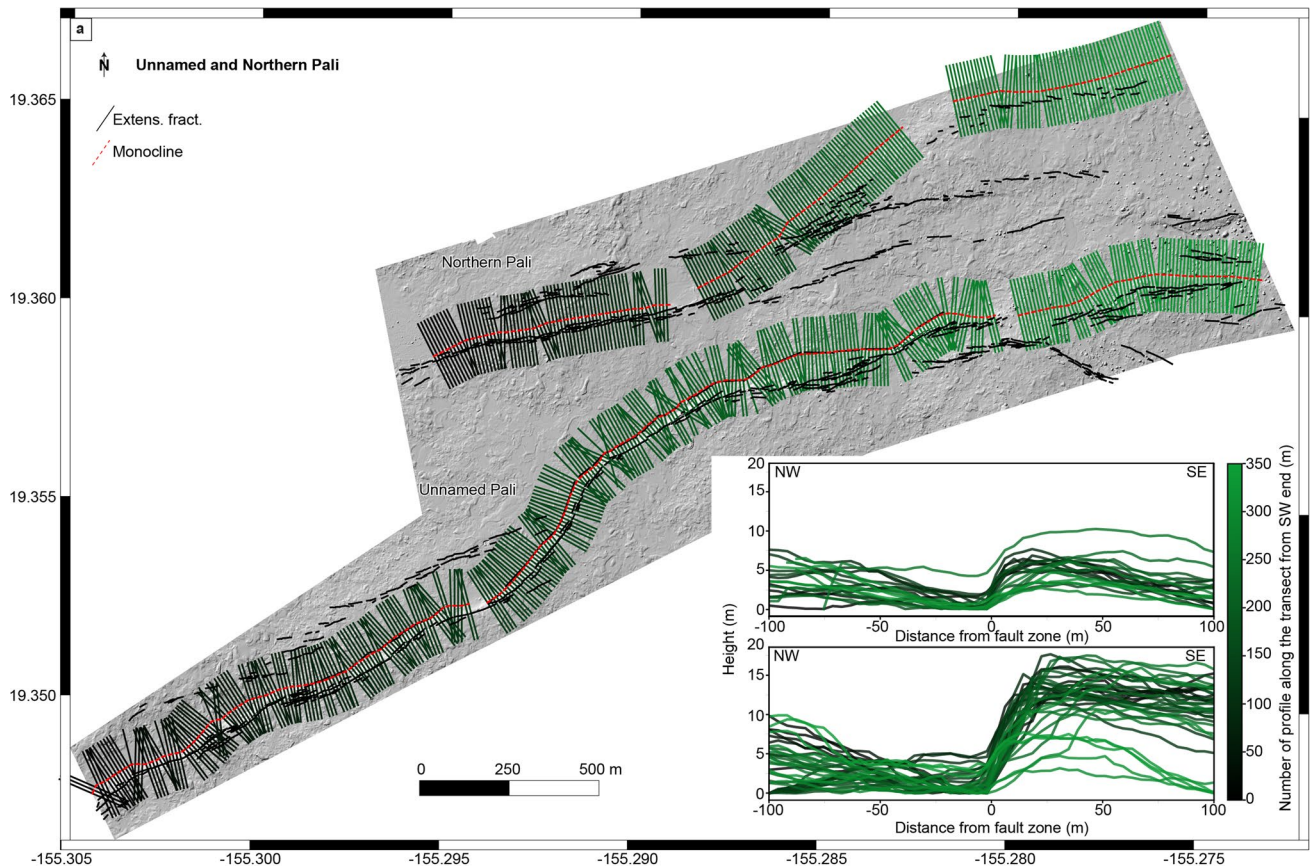 a
N
Unnamed and Northern Pali
Extens. fract.
Monocline
19.365
19.360
19.355
19.350
Northern Pali
Unnamed Pali
0 250 500 m
-155.305 -155.300 -155.295 -155.290 -155.285 -155.280 -155.275
20
15
10
5
0
NW SE
-100 -50 0 50 100
Distance from fault zone (m)
Height (m)
20
15
10
5
0
NW SE
-100 -50 0 50 100
Distance from fault zone (m)
350
300
250
200
150
100
50
0
Number of profile along the transect from SW end (m)